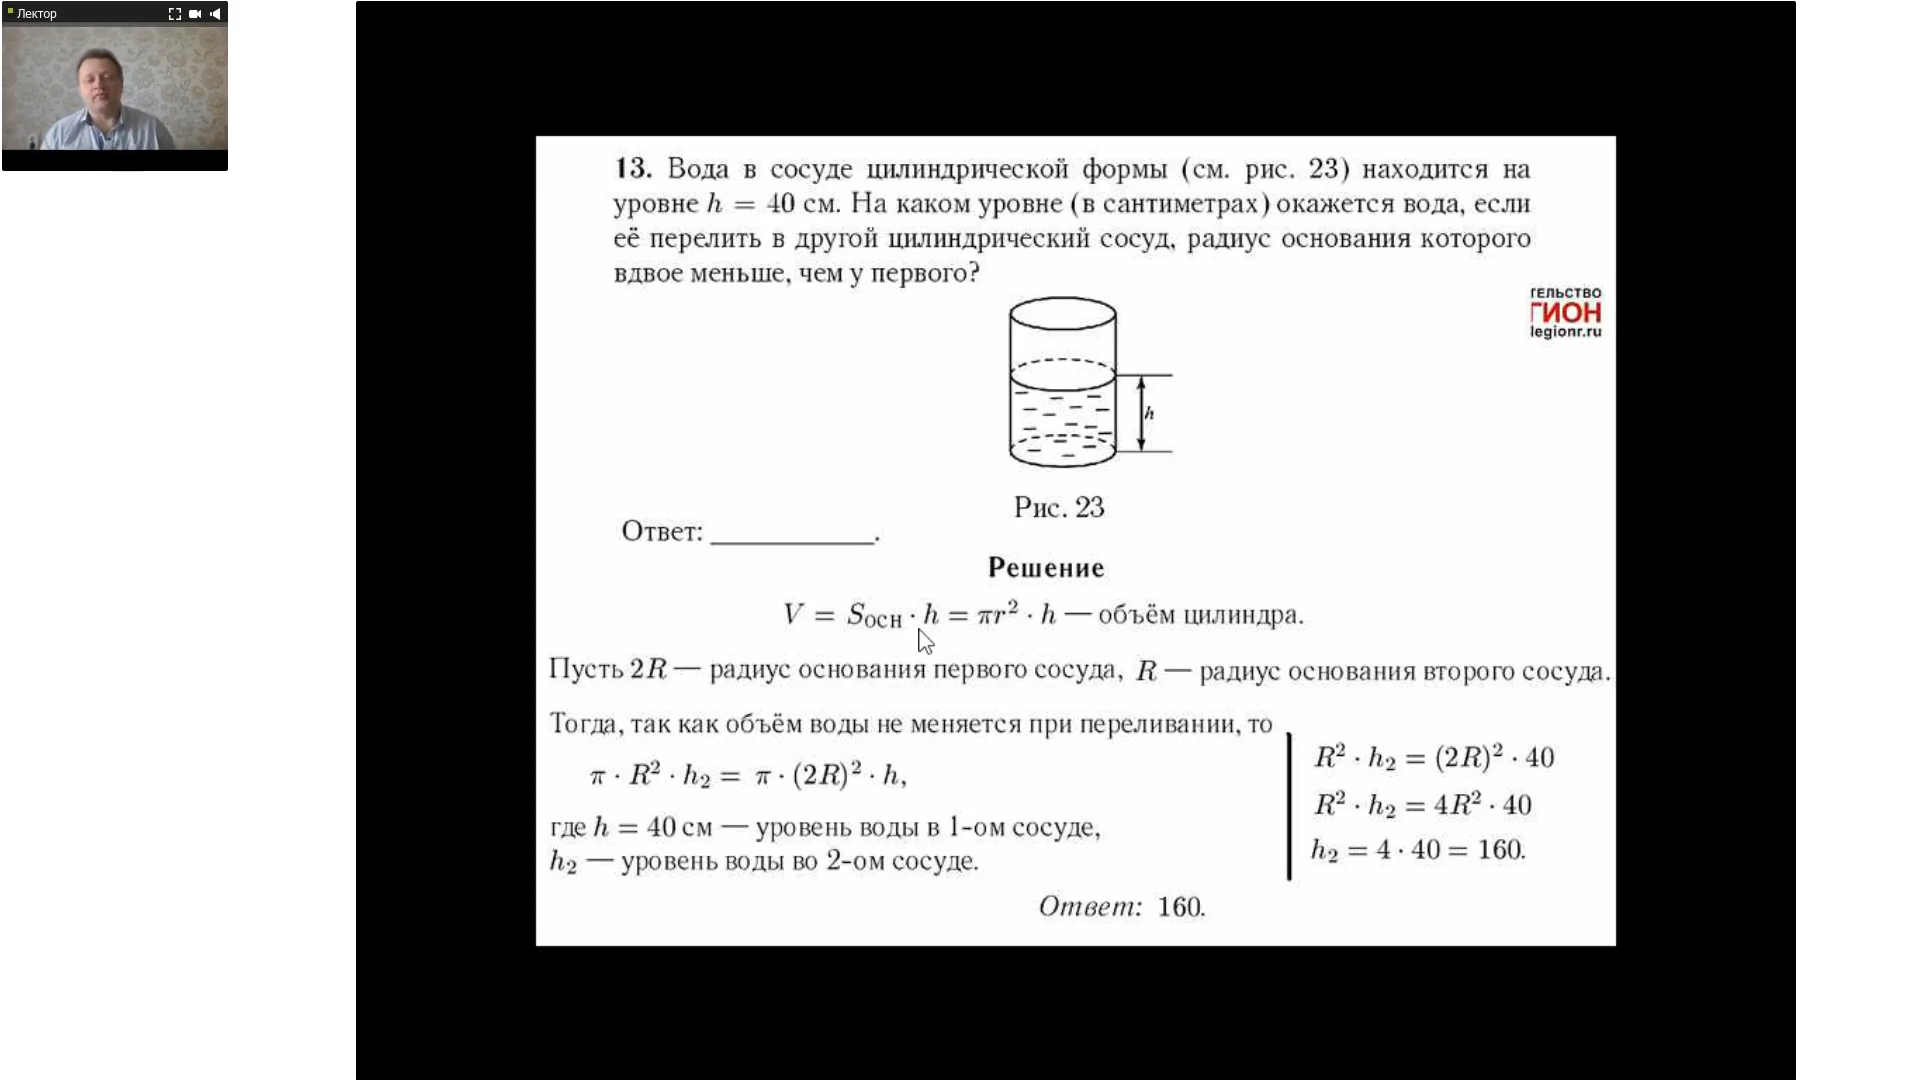 Лектор
13. Вода в сосуде цилиндрической формы (см. рис. 23) находится на
уровне h = 40 см. На каком уровне (в сантиметрах) окажется вода, если
её перелить в другой цилиндрический сосуд, радиус основания которого
вдвое меньше, чем у первого?
ГЕЛЬСТВО
ГИОН
legionr.ru
h
Рис. 23
Ответ: ____________.
Решение
V = Sосн · h = πr² · h — объём цилиндра.
Пусть 2R — радиус основания первого сосуда, R — радиус основания второго сосуда.
Тогда, так как объём воды не меняется при переливании, то
π · R² · h₂ = π · (2R)² · h,
где h = 40 см — уровень воды в 1-ом сосуде,
h₂ — уровень воды во 2-ом сосуде.
R² · h₂ = (2R)² · 40
R² · h₂ = 4R² · 40
h₂ = 4 · 40 = 160.
Ответ: 160.